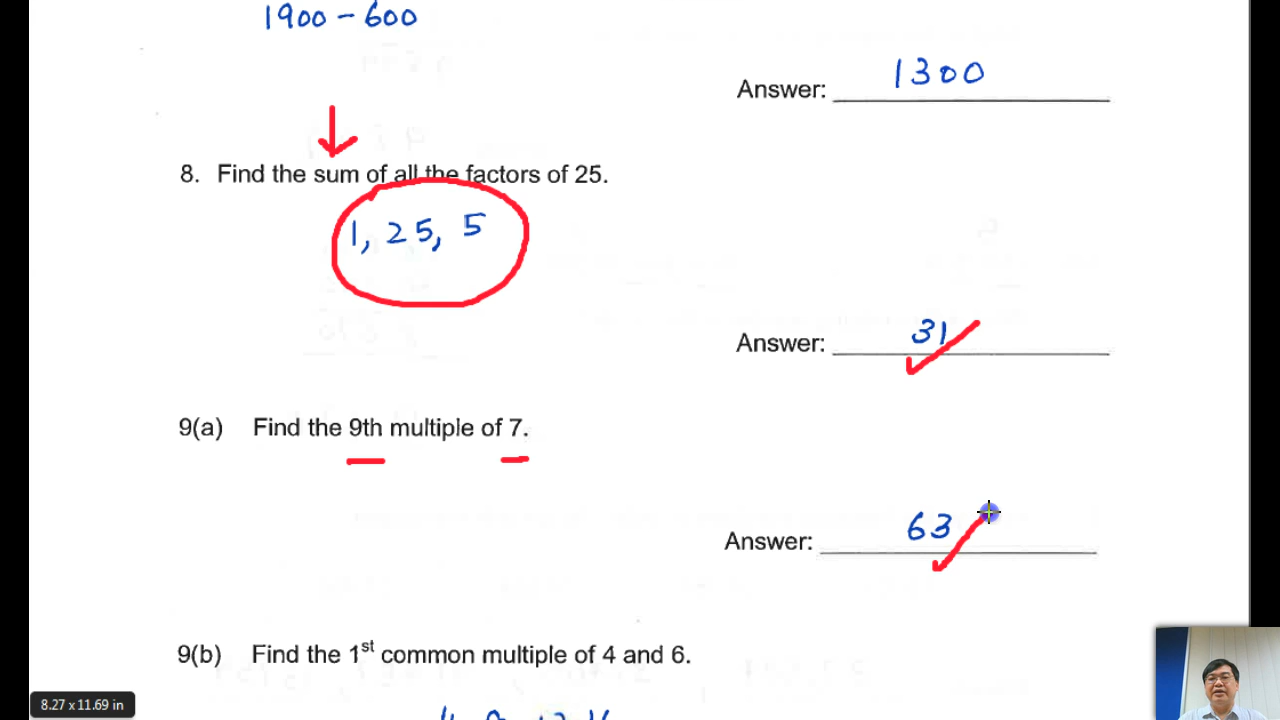 1900 - 600
Answer: 1300
8. Find the sum of all the factors of 25.
1, 25, 5
Answer: 31
9(a) Find the 9th multiple of 7.
Answer: 63
9(b) Find the 1st common multiple of 4 and 6.
8.27 x 11.69 in